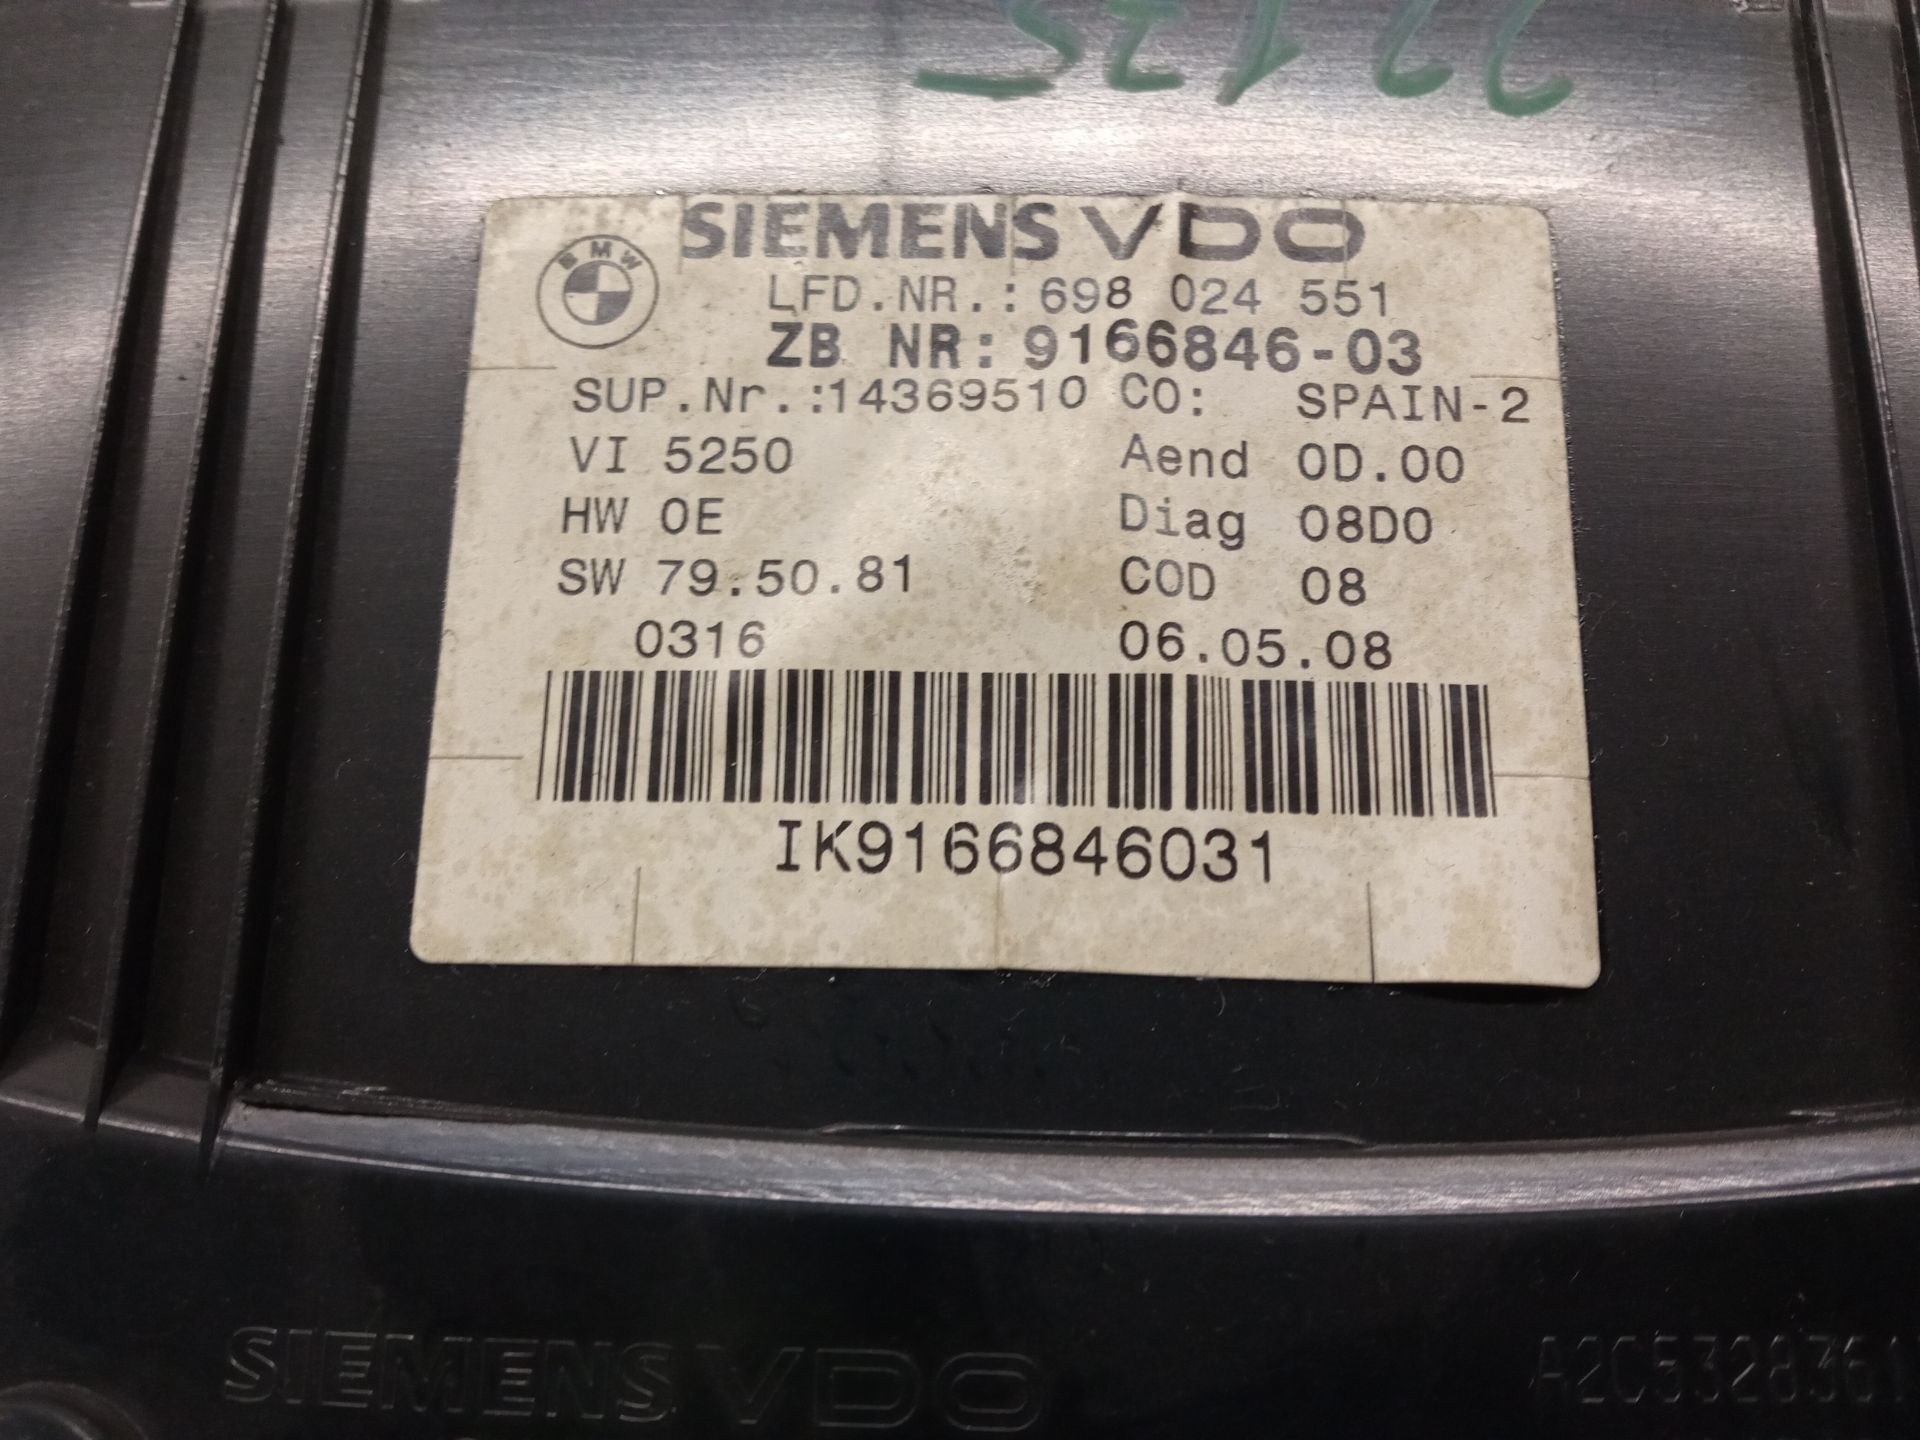 SIEMENS VDO
BMW
LFD.NR.: 698 024 551
ZB NR: 9166846-03
SUP.Nr.:14369510 CO: SPAIN-2
VI 5250 Aend 0D.00
HW 0E Diag 08D0
SW 79.50.81 COD 08
0316 06.05.08
IK9166846031
SIEMENS VDO